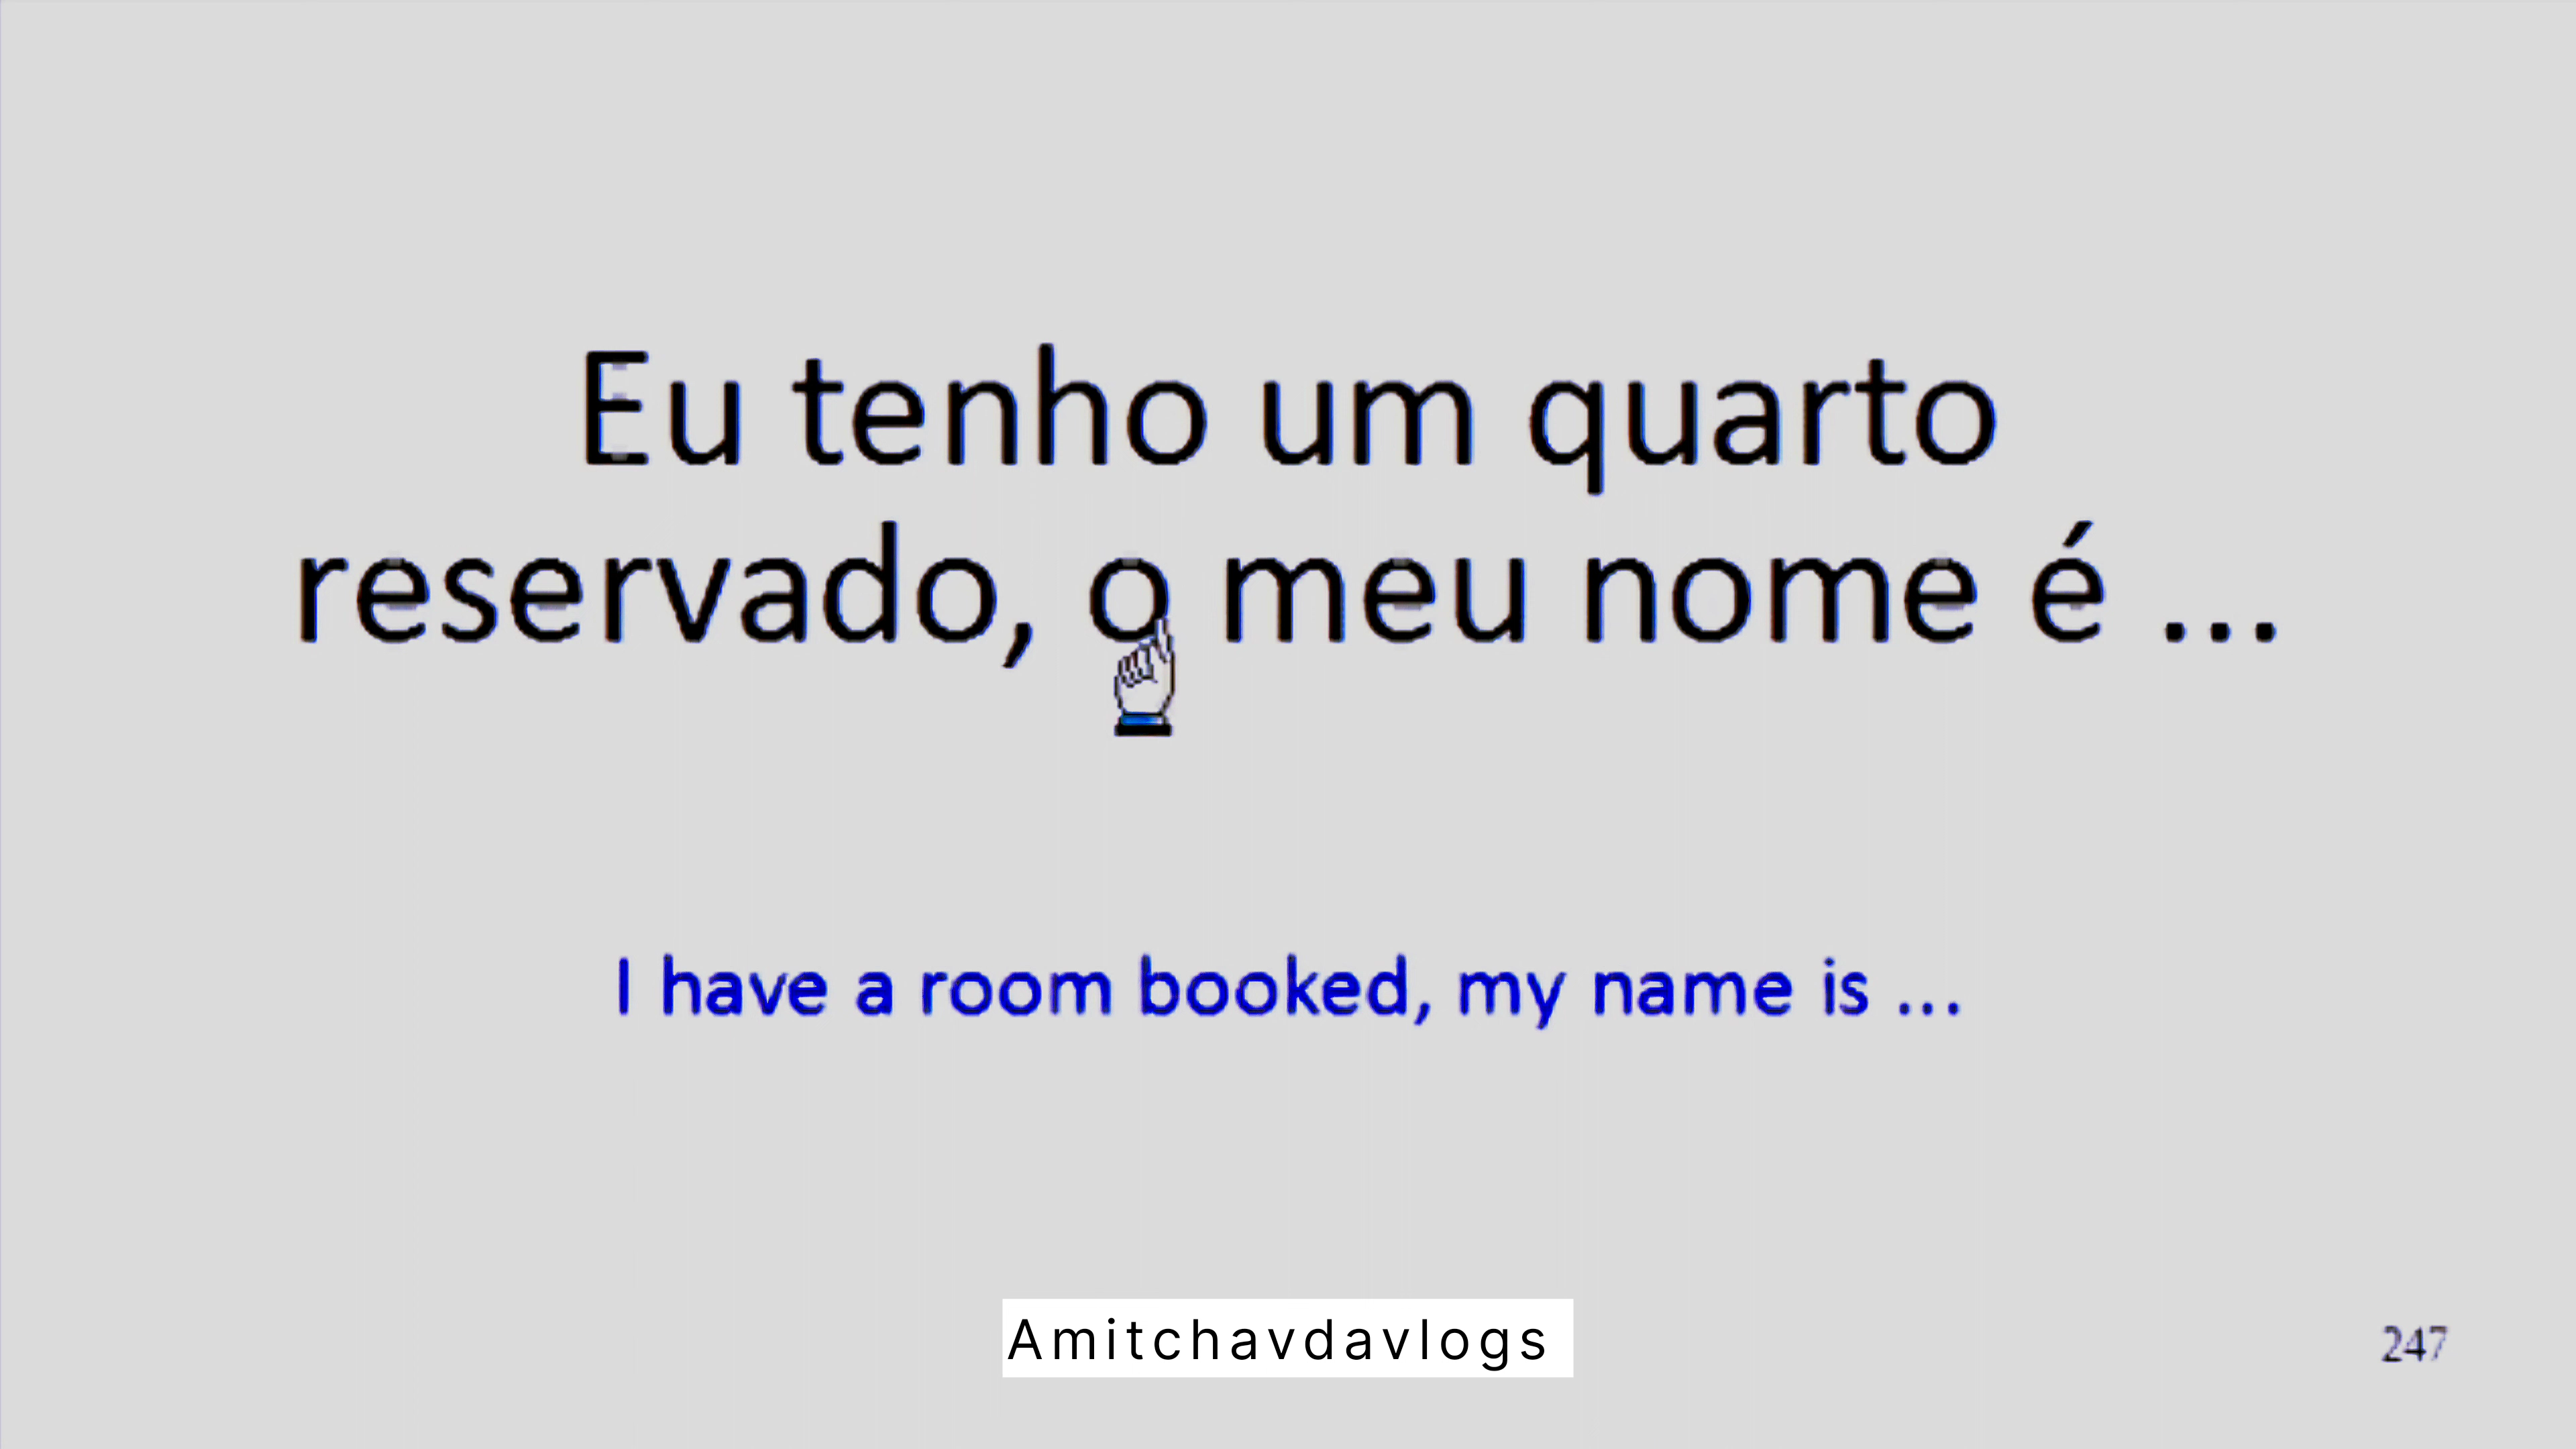 Eu tenho um quarto
reservado, o meu nome é ...
I have a room booked, my name is ...
Amitchavdavlogs
247